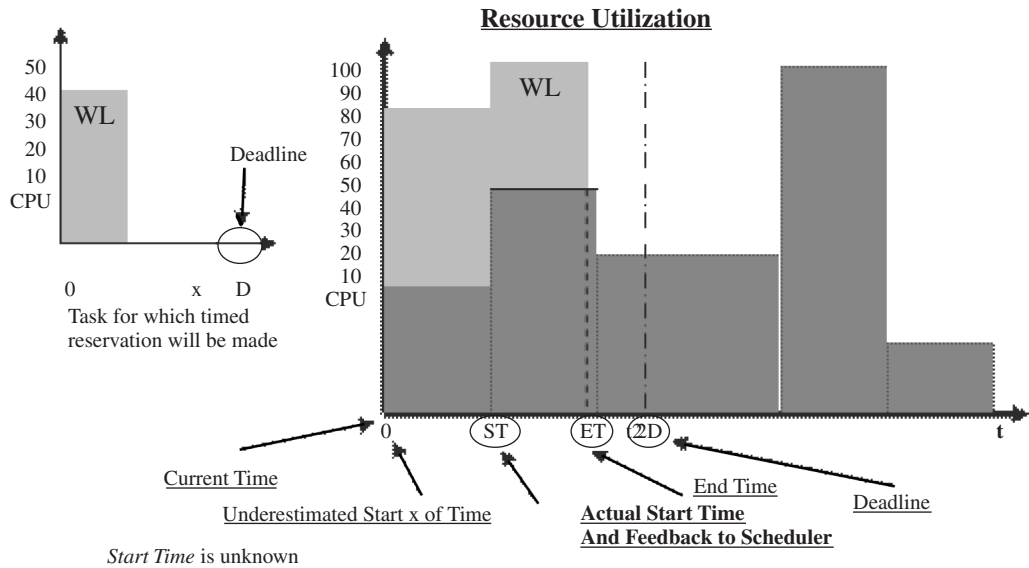 Resource Utilization
50
40
30
20
10
CPU
WL
Deadline
0 x D
Task for which timed
reservation will be made
100
90
80
70
60
50
40
30
20
10
CPU
WL
0 ST ET t2D t
Current Time
Underestimated Start x of Time
End Time
Actual Start Time
And Feedback to Scheduler
Deadline
Start Time is unknown